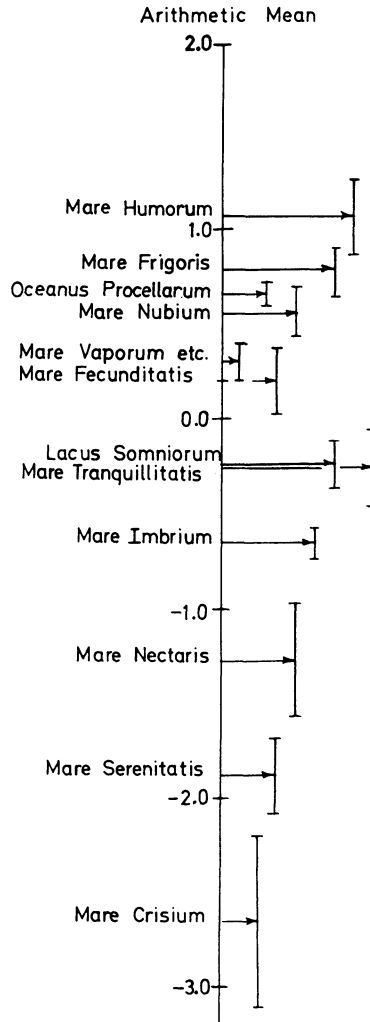 Arithmetic Mean
2.0
Mare Humorum
1.0
Mare Frigoris
Oceanus Procellarum
Mare Nubium
Mare Vaporum etc.
Mare Fecunditatis
0.0
Lacus Somniorum
Mare Tranquillitatis
Mare Imbrium
-1.0
Mare Nectaris
Mare Serenitatis
-2.0
Mare Crisium
-3.0